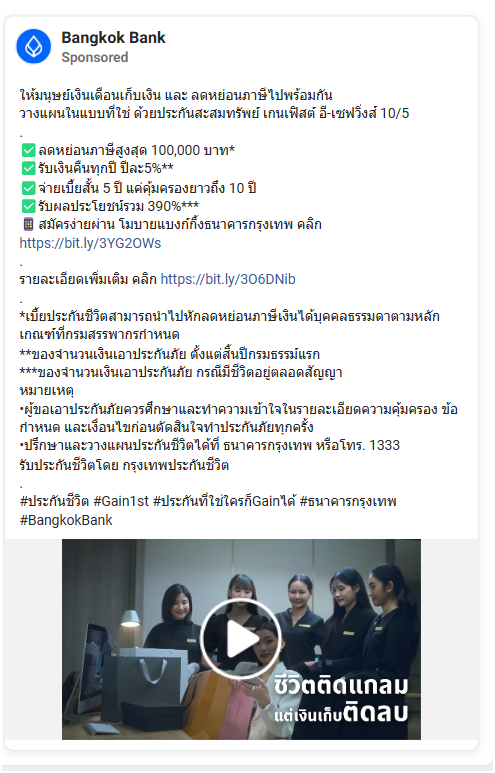 Bangkok Bank
Sponsored
ให้มนุษย์เงินเดือนเก็บเงิน และ ลดหย่อนภาษีไปพร้อมกัน
วางแผนในแบบที่ใช่ ด้วยประกันสะสมทรัพย์ เกนเฟิสต์ อี-เซฟวิ่งส์ 10/5
.
✅ลดหย่อนภาษีสูงสุด 100,000 บาท*
✅รับเงินคืนทุกปี ปีละ5%**
✅จ่ายเบี้ยสั้น 5 ปี แค่คุ้มครองยาวถึง 10 ปี
✅รับผลประโยชน์รวม 390%***
📱 สมัครง่ายผ่าน โมบายแบงก์กิ้งธนาคารกรุงเทพ คลิก
https://bit.ly/3YG2OWs
.
รายละเอียดเพิ่มเติม คลิก https://bit.ly/3O6DNib
.
*เบี้ยประกันชีวิตสามารถนำไปหักลดหย่อนภาษีเงินได้บุคคลธรรมดาตามหลัก
เกณฑ์ที่กรมสรรพากรกำหนด
**ของจำนวนเงินเอาประกันภัย ตั้งแต่สิ้นปีกรมธรรม์แรก
***ของจำนวนเงินเอาประกันภัย กรณีมีชีวิตอยู่ตลอดสัญญา
หมายเหตุ
•ผู้ขอเอาประกันภัยควรศึกษาและทำความเข้าใจในรายละเอียดความคุ้มครอง ข้อ
กำหนด และเงื่อนไขก่อนตัดสินใจทำประกันภัยทุกครั้ง
•ปรึกษาและวางแผนประกันชีวิตได้ที่ ธนาคารกรุงเทพ หรือโทร. 1333
รับประกันชีวิตโดย กรุงเทพประกันชีวิต
.
#ประกันชีวิต #Gain1st #ประกันที่ใช่ใครก็Gainได้ #ธนาคารกรุงเทพ
#BangkokBank
ชีวิตติดแกลม
แต่เงินเก็บติดลบ